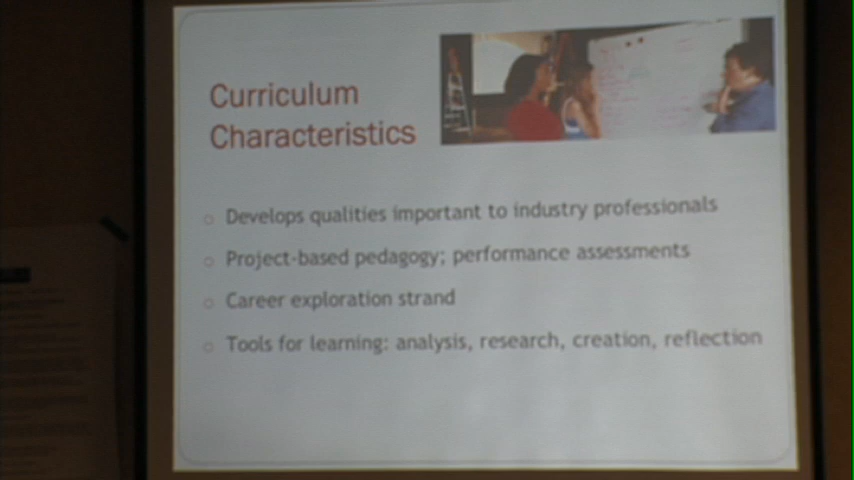 Curriculum
Characteristics
Develops qualities important to industry professionals
Project-based pedagogy; performance assessments
Career exploration strand
Tools for learning: analysis, research, creation, reflection